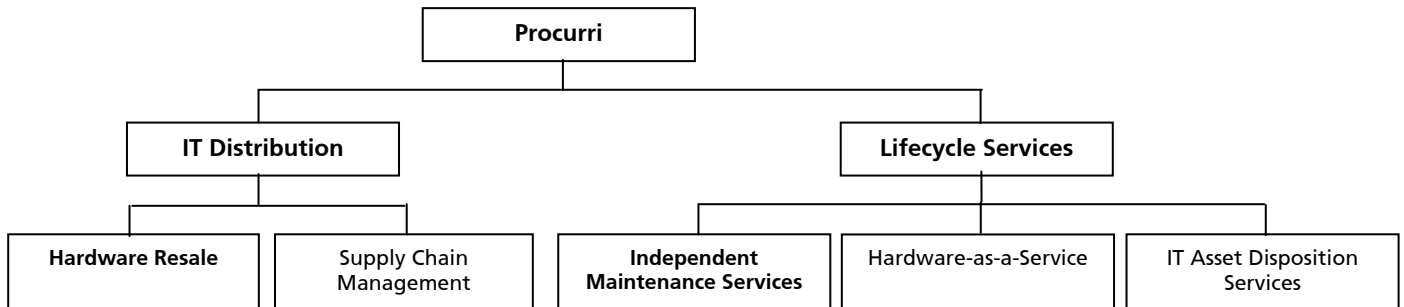 Procurri
IT Distribution
Lifecycle Services
Hardware Resale
Supply Chain
Management
Independent
Maintenance Services
Hardware-as-a-Service
IT Asset Disposition
Services